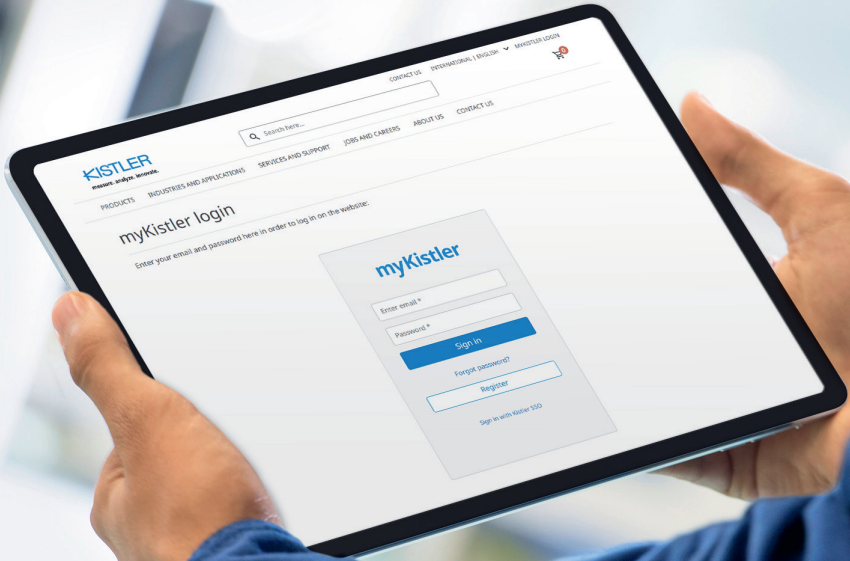 CONTACT US INTERNATIONAL | ENGLISH MYKISTLER LOGIN
0
Search here...
KISTLER
measure. analyze. innovate.
PRODUCTS INDUSTRIES AND APPLICATIONS SERVICES AND SUPPORT JOBS AND CAREERS ABOUT US CONTACT US
myKistler login
Enter your email and password here in order to log in on the website:
myKistler
Enter email *
Password *
Sign in
Forgot password?
Register
Sign in with Kistler SSO